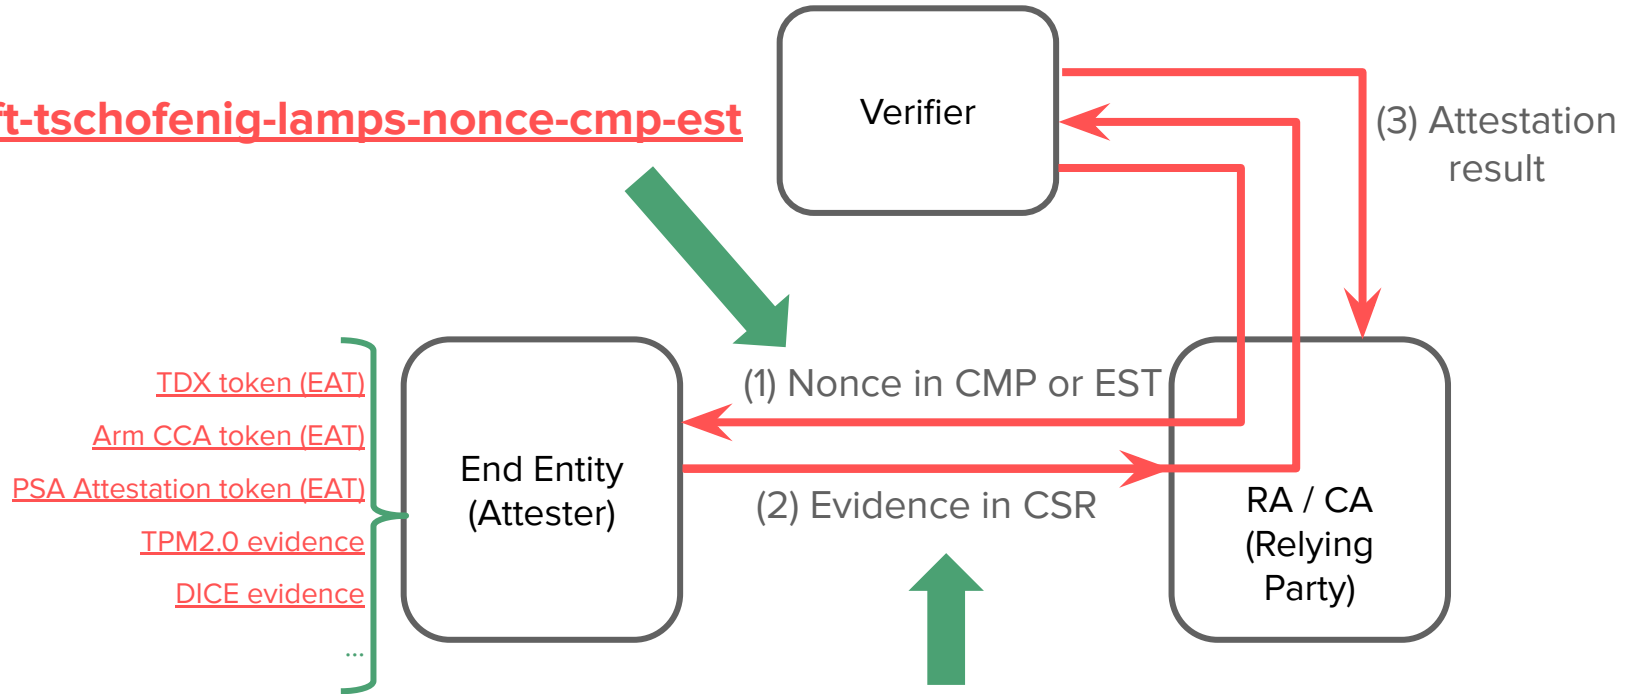 Verifier
ft-tschofenig-lamps-nonce-cmp-est
(3) Attestation
result
(1) Nonce in CMP or EST
TDX token (EAT)
Arm CCA token (EAT)
PSA Attestation token (EAT)
TPM2.0 evidence
DICE evidence
...
End Entity
(Attester)
(2) Evidence in CSR
RA / CA
(Relying
Party)